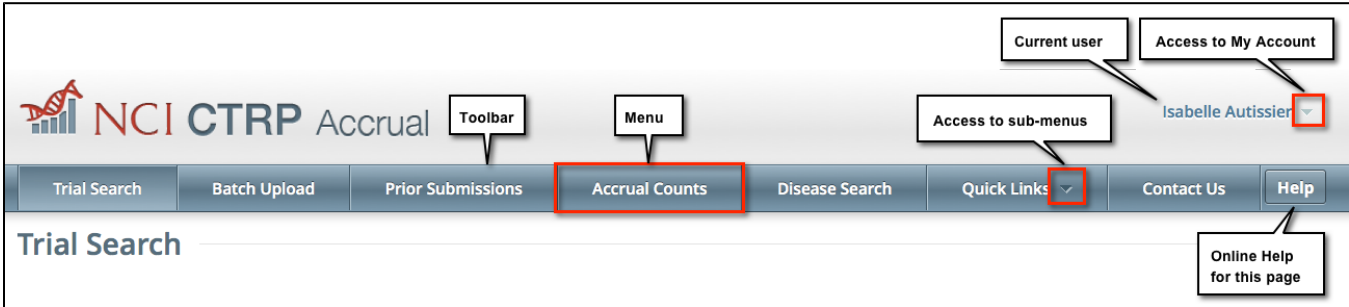 Current user
Access to My Account
NCI CTRP Accrual
Toolbar
Menu
Access to sub-menus
Isabelle Autissier
Trial Search Batch Upload Prior Submissions Accrual Counts Disease Search Quick Links Contact Us Help
Trial Search
Online Help
for this page